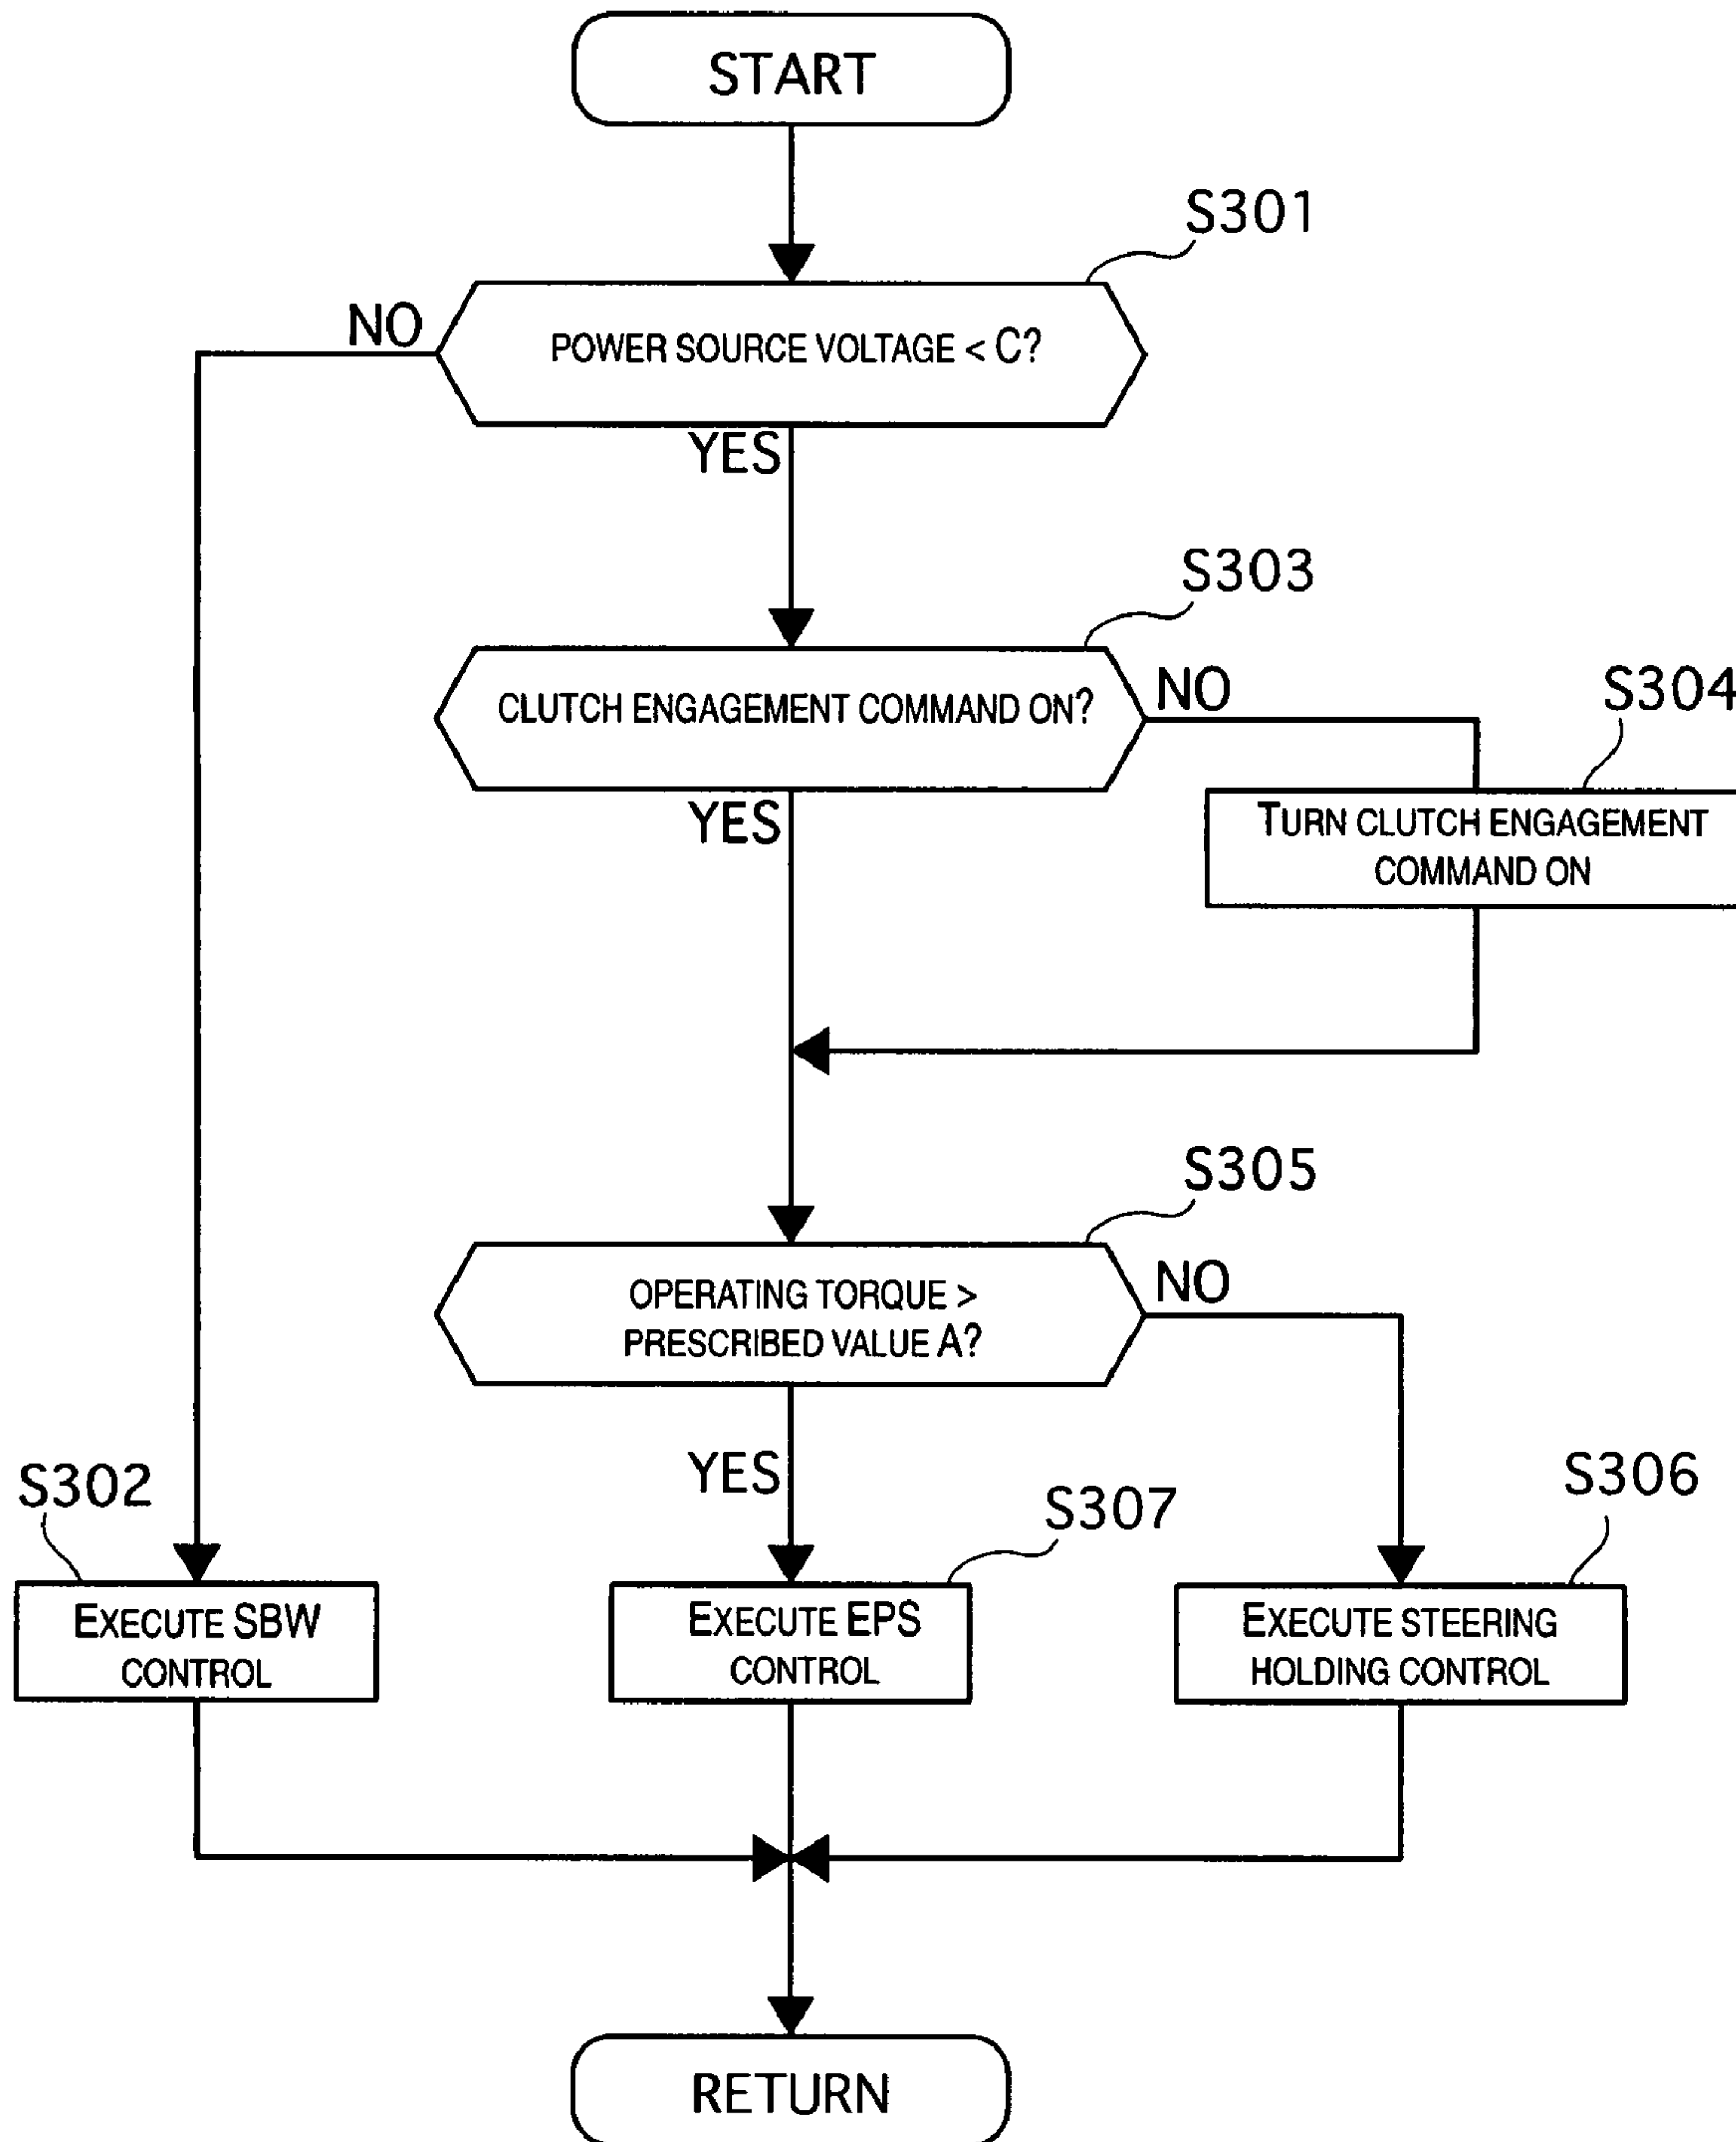 START
S301
NO
POWER SOURCE VOLTAGE < C?
YES
S303
CLUTCH ENGAGEMENT COMMAND ON?
NO
S304
YES
TURN CLUTCH ENGAGEMENT
COMMAND ON
S305
OPERATING TORQUE >
PRESCRIBED VALUE A?
NO
YES
S302
S307
S306
EXECUTE SBW
CONTROL
EXECUTE EPS
CONTROL
EXECUTE STEERING
HOLDING CONTROL
RETURN